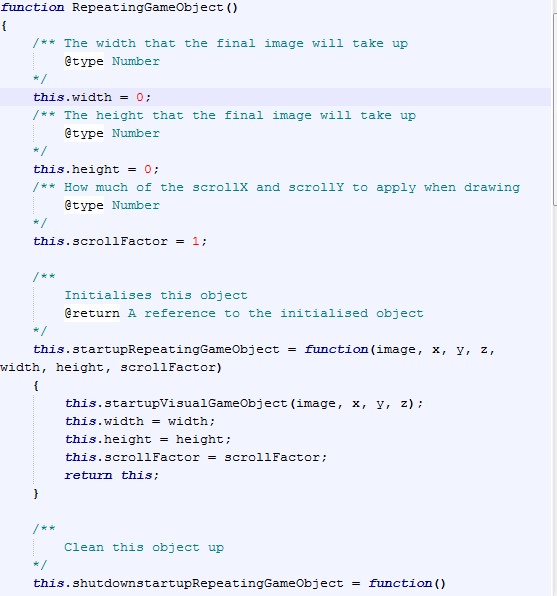 function RepeatingGameObject()
{
/** The width that the final image will take up
@type Number
*/
this.width = 0;
/** The height that the final image will take up
@type Number
*/
this.height = 0;
/** How much of the scrollX and scrollY to apply when drawing
@type Number
*/
this.scrollFactor = 1;
/**
Initialises this object
@return A reference to the initialised object
*/
this.startupRepeatingGameObject = function(image, x, y, z,
width, height, scrollFactor)
{
this.startupVisualGameObject(image, x, y, z);
this.width = width;
this.height = height;
this.scrollFactor = scrollFactor;
return this;
}
/**
Clean this object up
*/
this.shutdownstartupRepeatingGameObject = function()